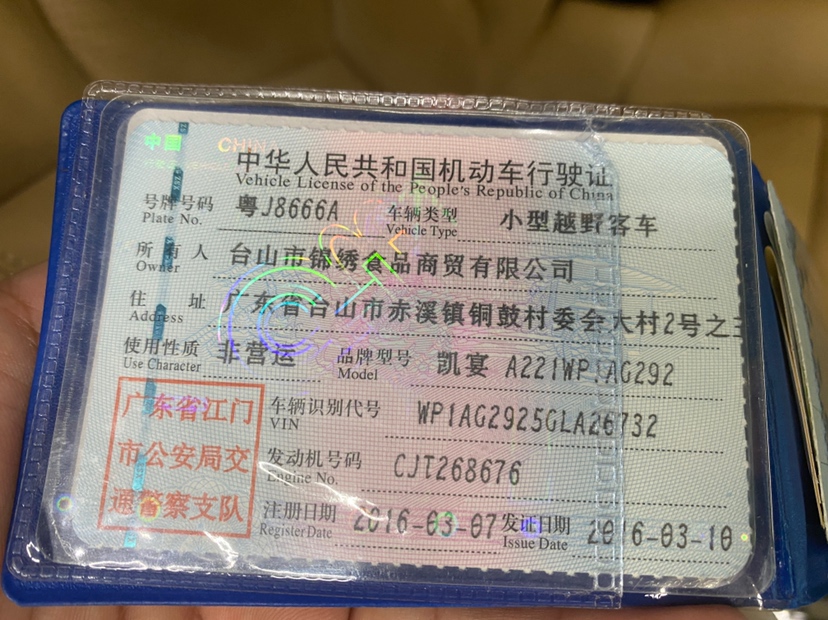 中国 CHIN
中华人民共和国机动车行驶证
Vehicle License of the People's Republic of China
号牌号码 粤J8666A 车辆类型 小型越野客车
Plate No. Vehicle Type
所有人 台山市锦绣食品商贸有限公司
Owner
住址 广东省台山市赤溪镇铜鼓村委会大村2号之三
Address
使用性质 非营运 品牌型号 凯宴 A221WP1AG292
Use Character Model
广东省江门
市公安局交
通警察支队
车辆识别代号 WP1AG2925GLA26732
VIN
发动机号码 CJT268676
Engine No.
注册日期 2016-03-07 发证日期 2016-03-10
Register Date Issue Date